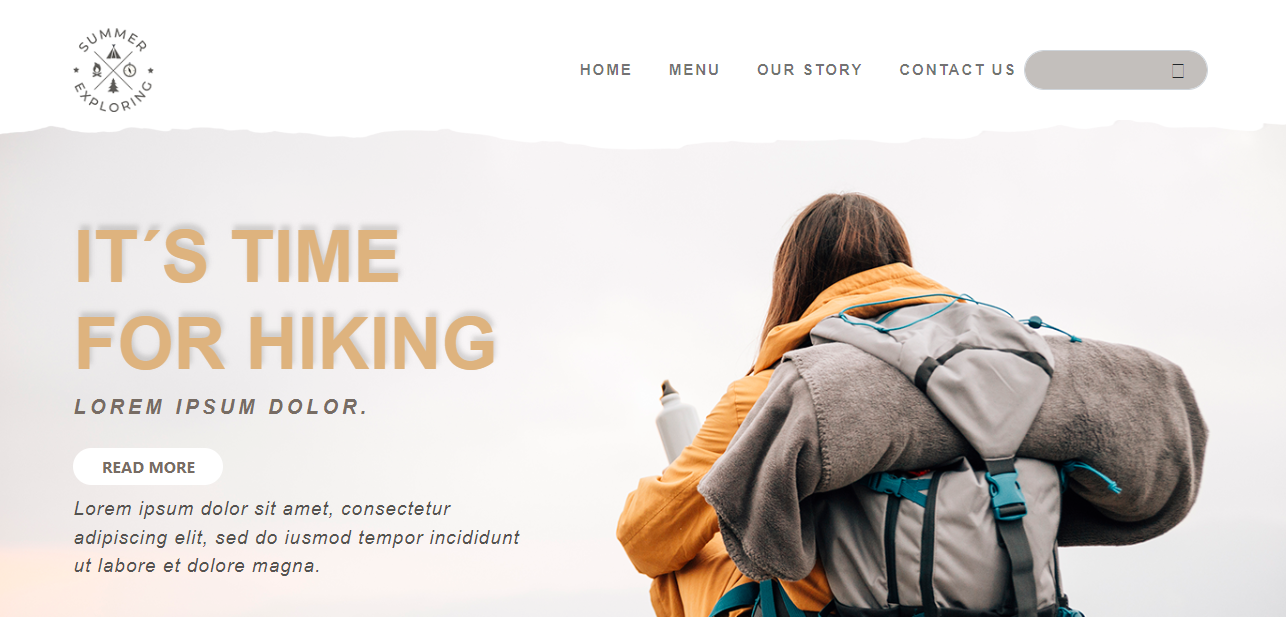 SUMMER
EXPLORING
HOME MENU OUR STORY CONTACT US
IT´S TIME
FOR HIKING
LOREM IPSUM DOLOR.
READ MORE
Lorem ipsum dolor sit amet, consectetur
adipiscing elit, sed do iusmod tempor incididunt
ut labore et dolore magna.